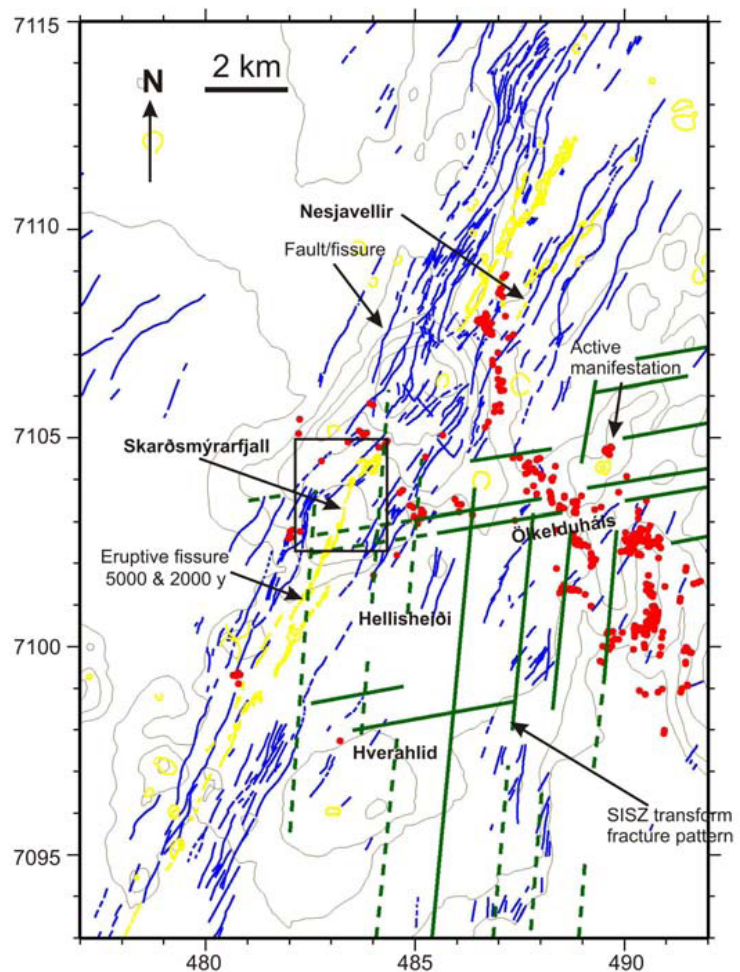 7115
N
2 km
7110
Nesjavellir
Fault/fissure
Active
manifestation
7105
Skarðsmýrarfjall
Ölkelduháls
Eruptive fissure
5000 & 2000 y
7100
Hellisheiði
Hverahlid
SISZ transform
fracture pattern
7095
480
485
490